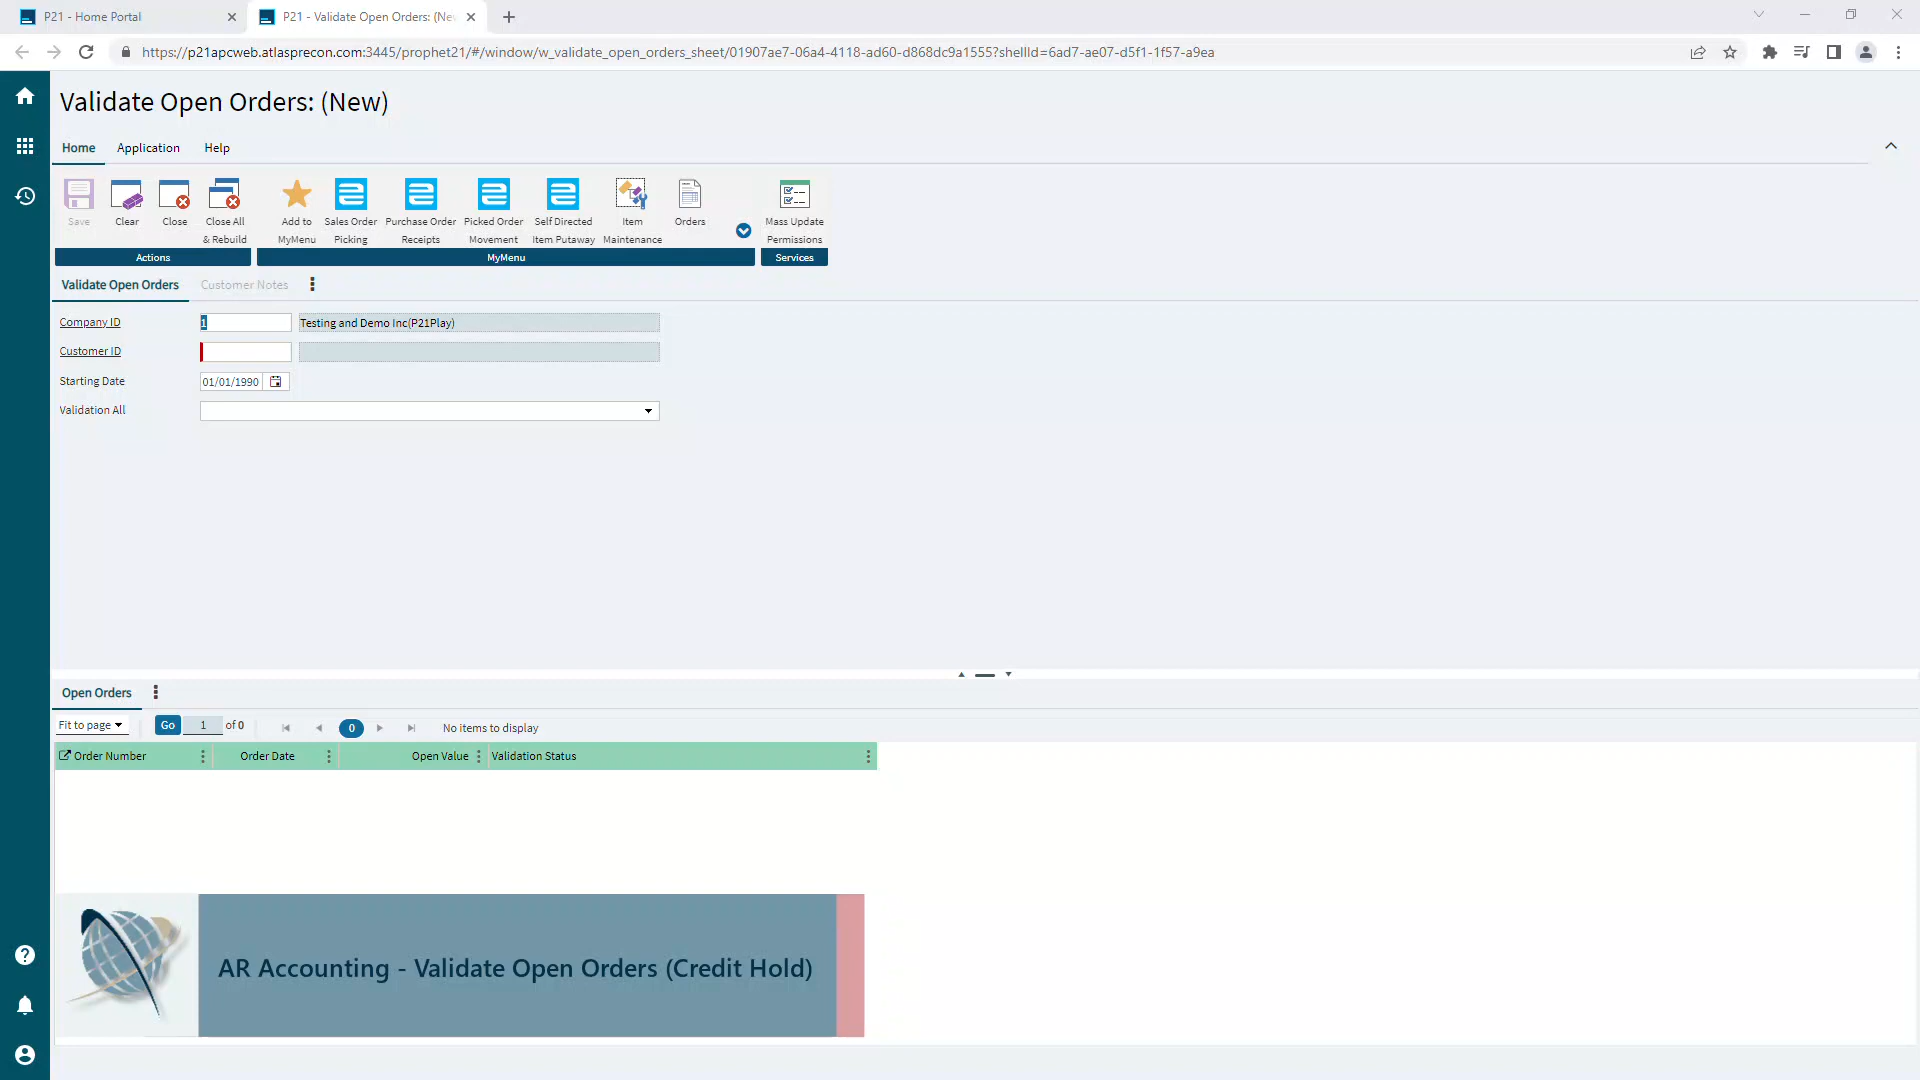 P21 - Home Portal
P21 - Validate Open Orders: (Ne
https://p21apcweb.atlasprecon.com:3445/prophet21/#/window/w_validate_open_orders_sheet/01907ae7-06a4-4118-ad60-d868dc9a1555?shellId=6ad7-ae07-d5f1-1f57-a9ea
Validate Open Orders: (New)
Home Application Help
Save
Clear
Close
Close All & Rebuild
Add to MyMenu
Sales Order Picking
Purchase Order Receipts
Picked Order Movement
Self Directed Item Putaway
Item Maintenance
Orders
Mass Update Permissions
Actions
MyMenu
Services
Validate Open Orders
Customer Notes
Company ID 1 Testing and Demo Inc(P21Play)
Customer ID
Starting Date 01/01/1990
Validation All
Open Orders
Fit to page Go 1 of 0 0 No items to display
Order Number Order Date Open Value Validation Status
AR Accounting - Validate Open Orders (Credit Hold)